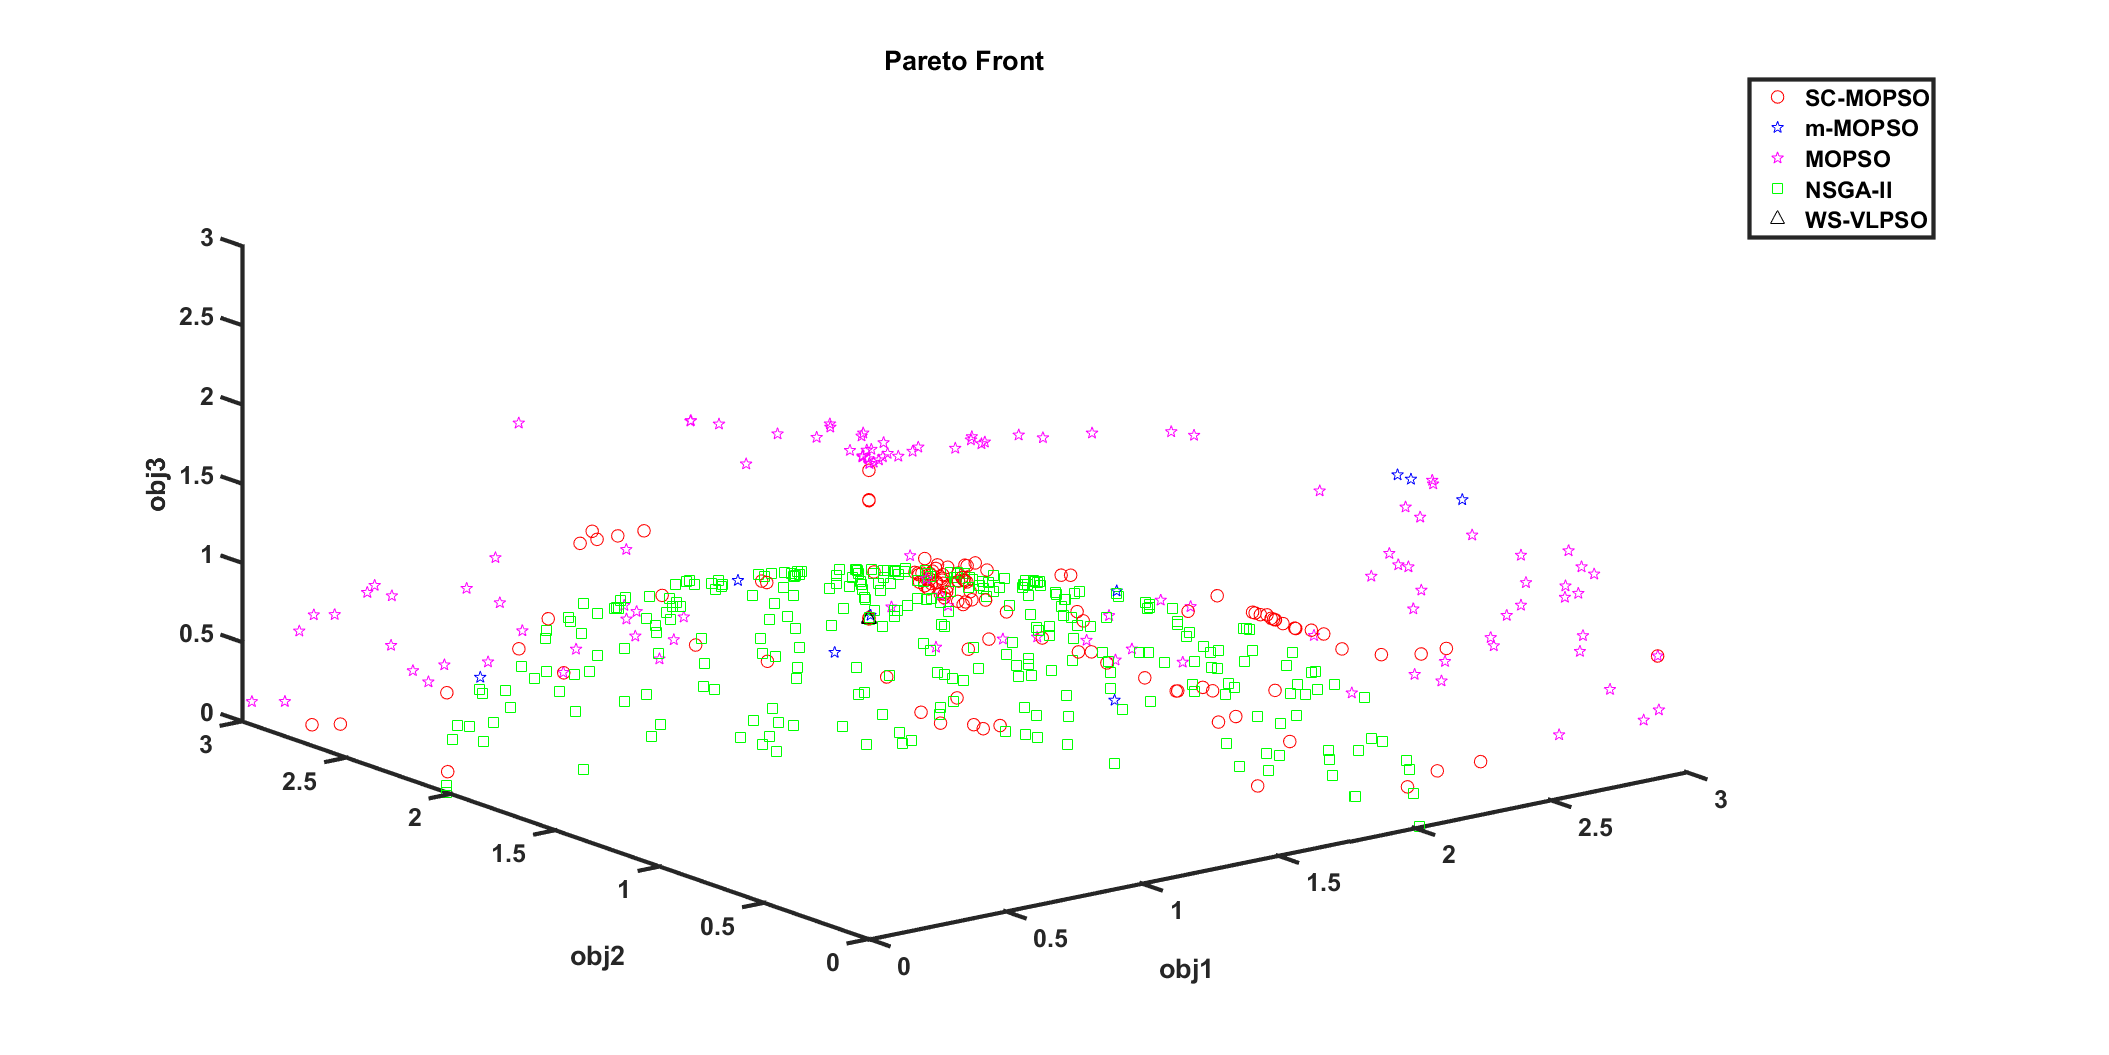 Pareto Front
SC-MOPSO
m-MOPSO
MOPSO
NSGA-II
WS-VLPSO
3
2.5
2
1.5
1
0.5
0
obj3
3
2.5
2
1.5
1
0.5
0
obj2
0
0.5
1
1.5
2
2.5
3
obj1